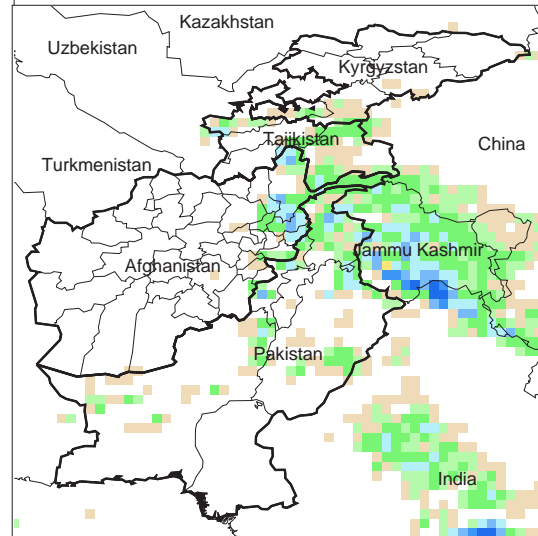 Kazakhstan
Uzbekistan
Kyrgyzstan
China
Tajikistan
Turkmenistan
Jammu Kashmir
Afghanistan
Pakistan
India